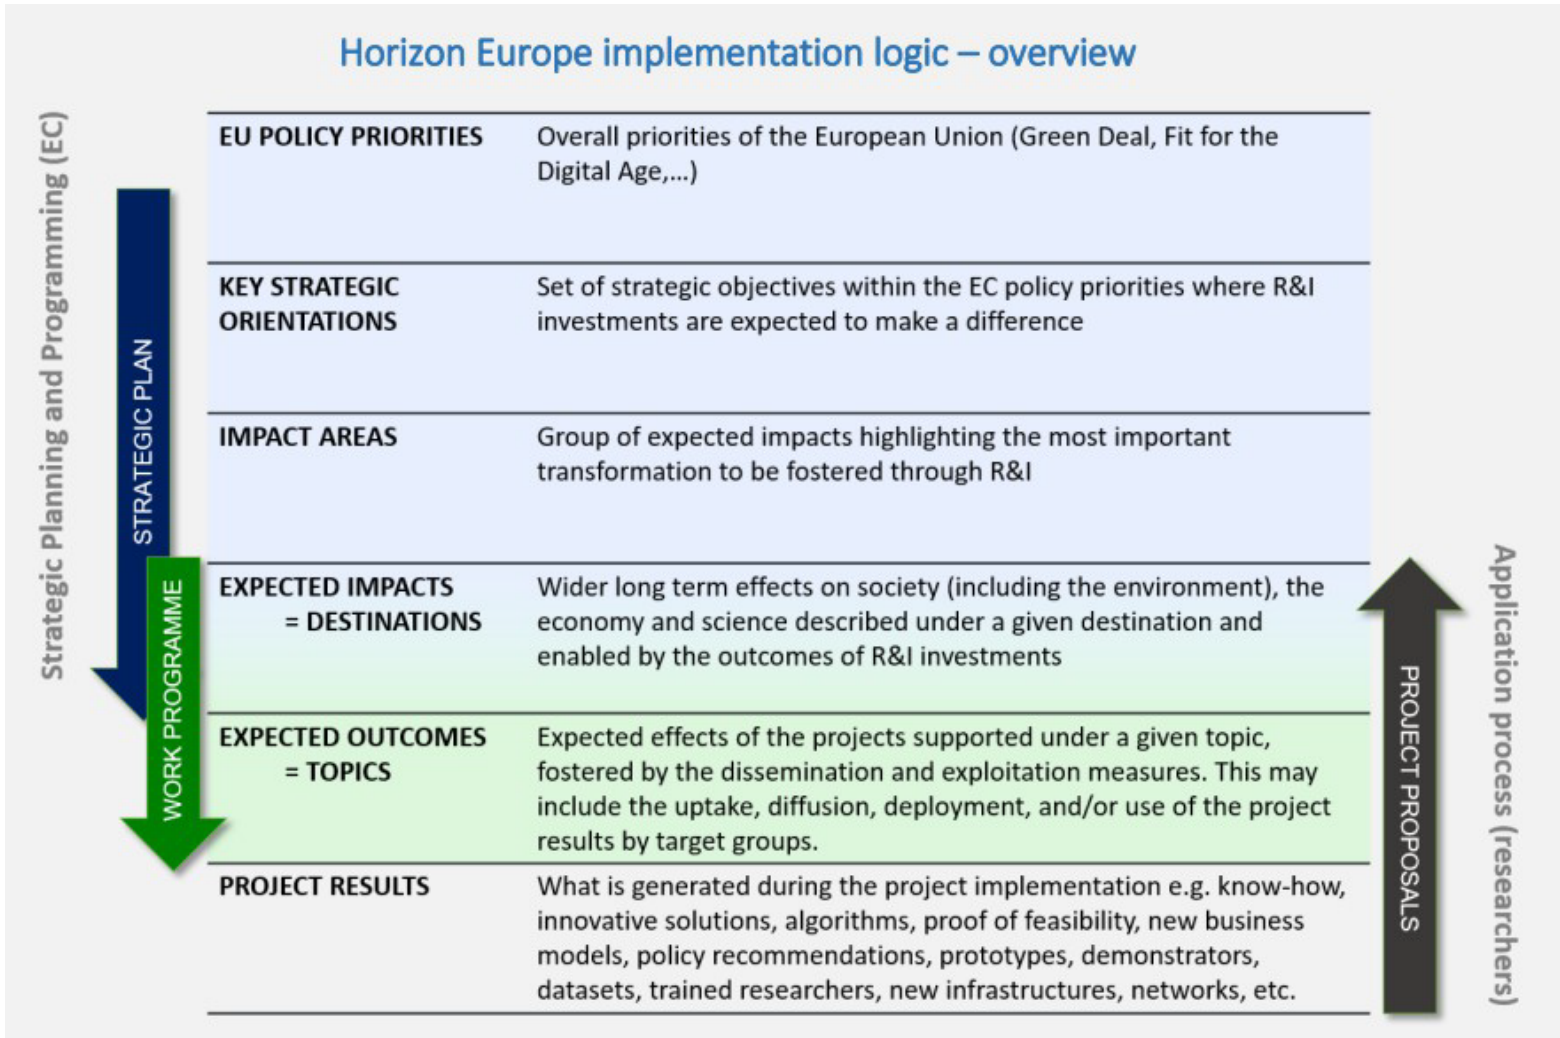 Horizon Europe implementation logic – overview
Strategic Planning and Programming (EC)
STRATEGIC PLAN
WORK PROGRAMME
EU POLICY PRIORITIES
Overall priorities of the European Union (Green Deal, Fit for the
Digital Age,...)
KEY STRATEGIC
ORIENTATIONS
Set of strategic objectives within the EC policy priorities where R&I
investments are expected to make a difference
IMPACT AREAS
Group of expected impacts highlighting the most important
transformation to be fostered through R&I
EXPECTED IMPACTS
= DESTINATIONS
Wider long term effects on society (including the environment), the
economy and science described under a given destination and
enabled by the outcomes of R&I investments
EXPECTED OUTCOMES
= TOPICS
Expected effects of the projects supported under a given topic,
fostered by the dissemination and exploitation measures. This may
include the uptake, diffusion, deployment, and/or use of the project
results by target groups.
PROJECT RESULTS
What is generated during the project implementation e.g. know-how,
innovative solutions, algorithms, proof of feasibility, new business
models, policy recommendations, prototypes, demonstrators,
datasets, trained researchers, new infrastructures, networks, etc.
PROJECT PROPOSALS
Application process (researchers)